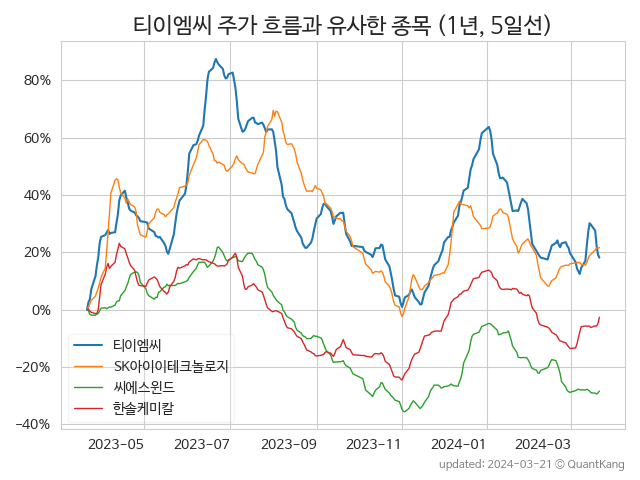 티이엠씨 주가 흐름과 유사한 종목 (1년, 5일선)
80%
60%
40%
20%
0%
−20%
−40%
티이엠씨
SK아이이테크놀로지
씨에스윈드
한솔케미칼
2023-05 2023-07 2023-09 2023-11 2024-01 2024-03
updated: 2024-03-21 © QuantKang